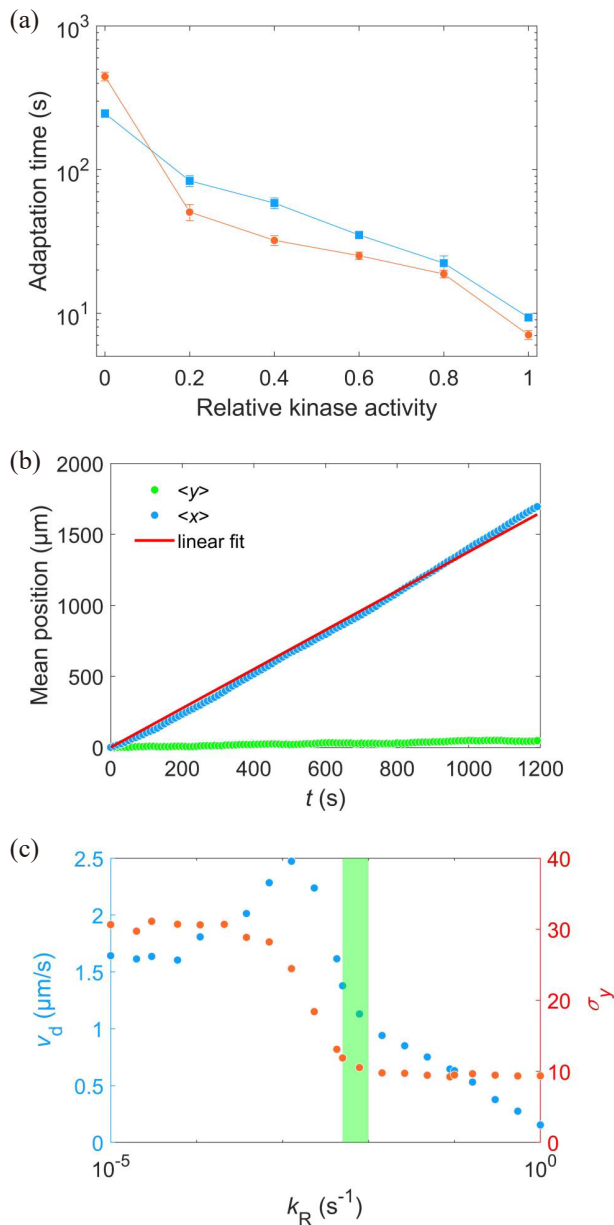 (a)
10³
10²
10¹
Adaptation time (s)
0 0.2 0.4 0.6 0.8 1
Relative kinase activity
(b)
2000
1500
1000
500
0
Mean position (μm)
<y>
<x>
linear fit
0 200 400 600 800 1000 1200
t (s)
(c)
2.5
2
1.5
1
0.5
0
v_d (μm/s)
40
30
20
10
0
σ_y
10⁻⁵ 10⁰
k_R (s⁻¹)